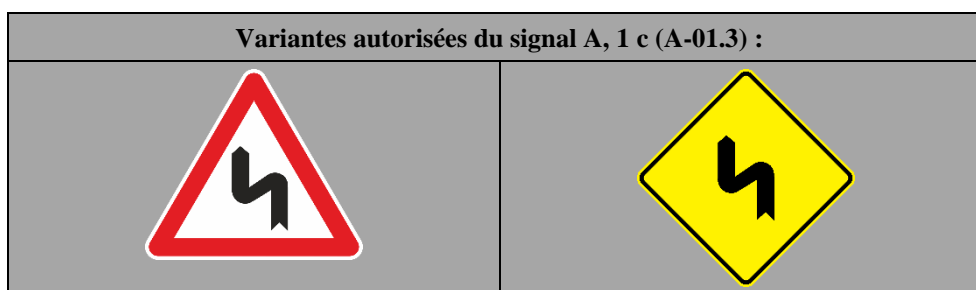 Variantes autorisées du signal A, 1 c (A-01.3) :